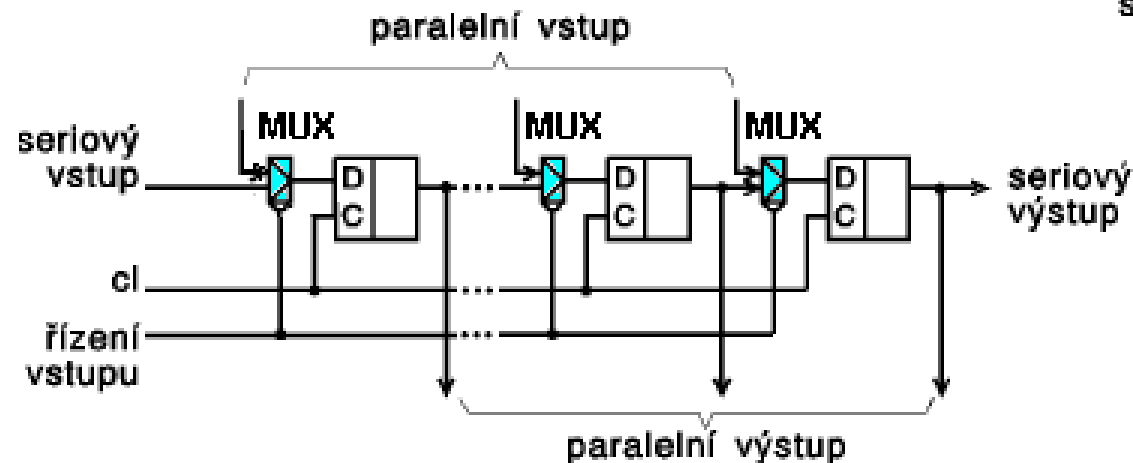 s
paralelní vstup
MUX
MUX
MUX
seriový
vstup
D
C
D
C
D
C
seriový
výstup
cl
řízení
vstupu
paralelní výstup